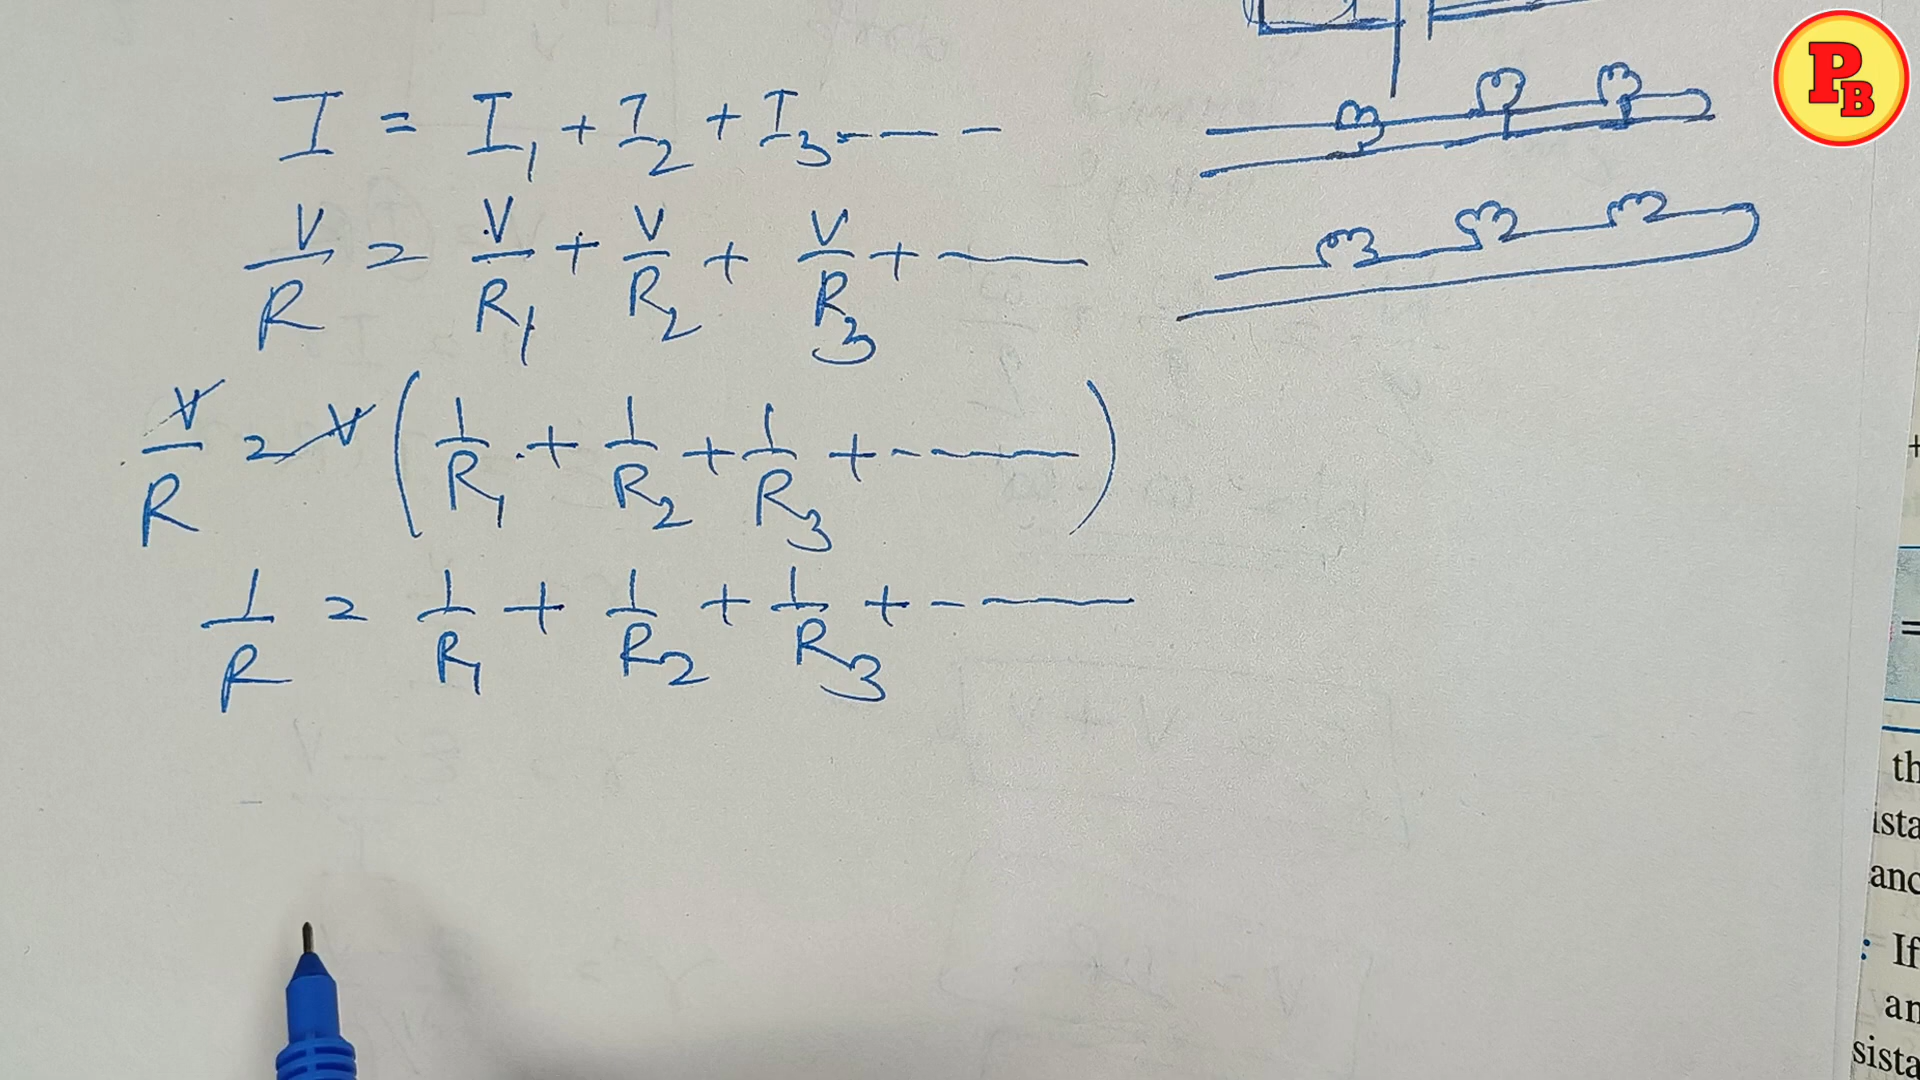 I = I₁ + I₂ + I₃ - - - -
V/R = V/R₁ + V/R₂ + V/R₃ + - - -
V/R = V ( 1/R₁ + 1/R₂ + 1/R₃ + - - - - )
1/R = 1/R₁ + 1/R₂ + 1/R₃ + - - - -
PB
+
=
th
ista
anc
: If
an
sista